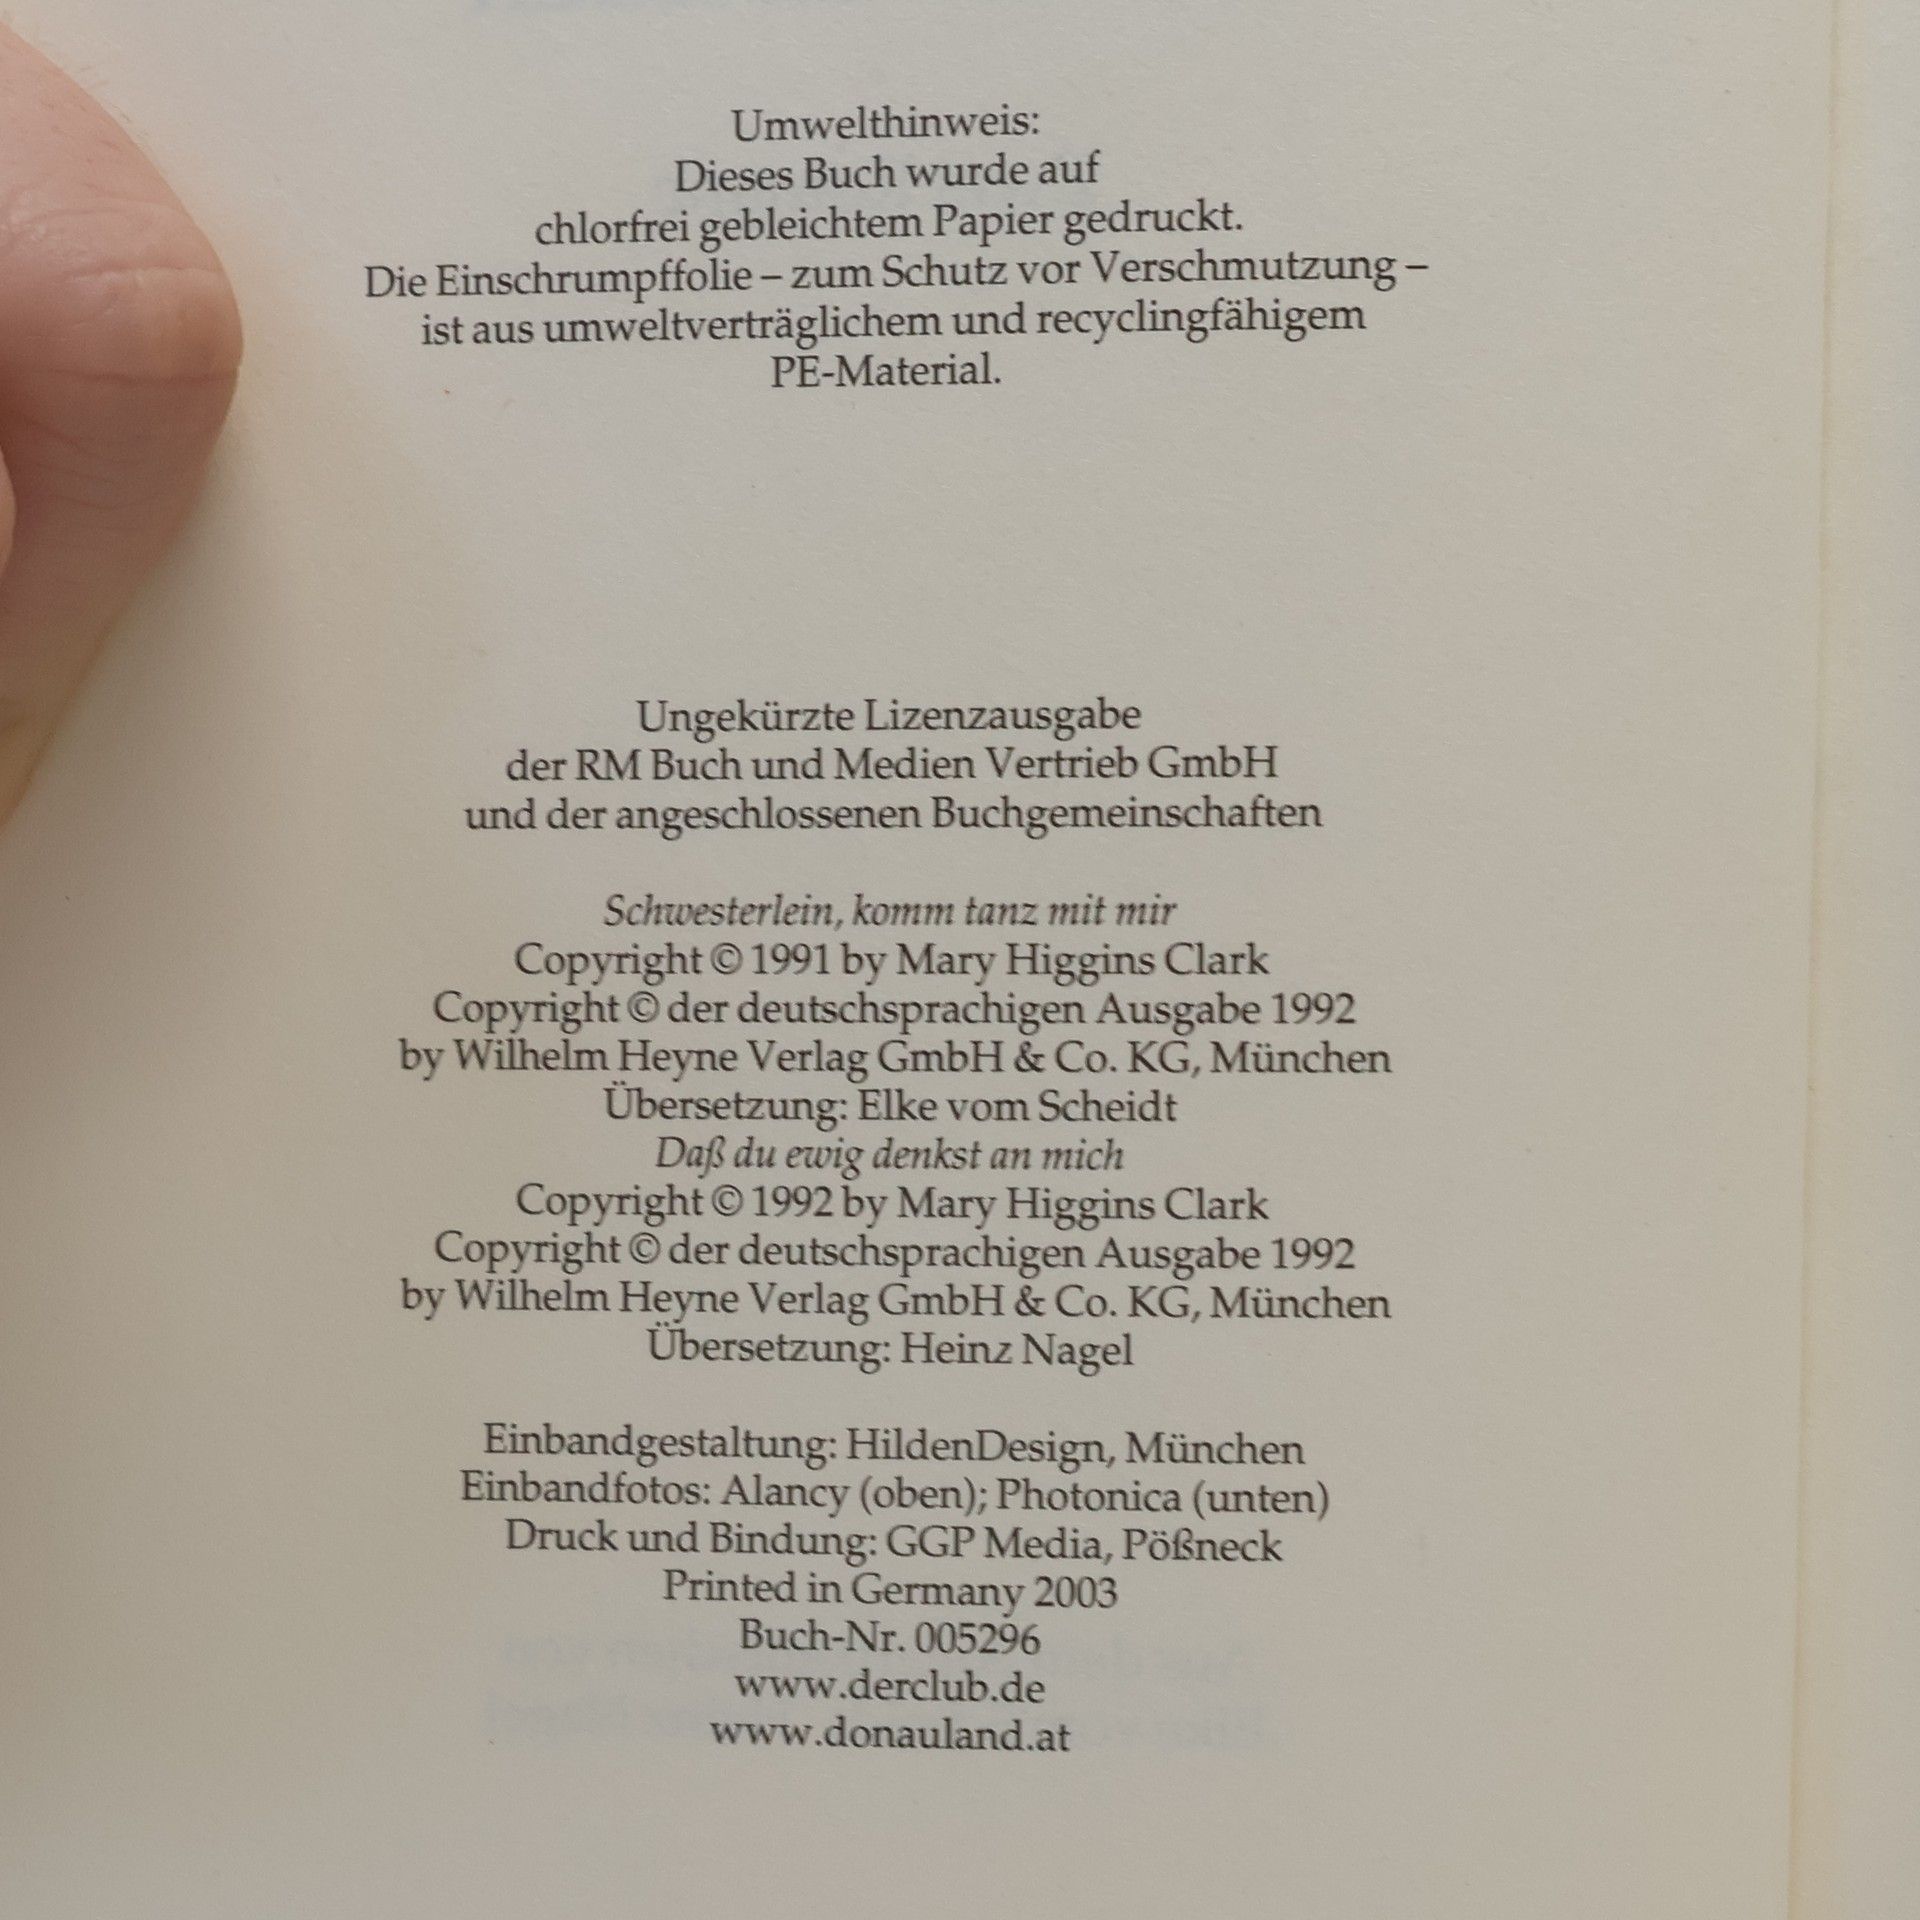 Umwelthinweis:
Dieses Buch wurde auf
chlorfrei gebleichtem Papier gedruckt.
Die Einschrumpffolie – zum Schutz vor Verschmutzung –
ist aus umweltverträglichem und recyclingfähigem
PE-Material.
Ungekürzte Lizenzausgabe
der RM Buch und Medien Vertrieb GmbH
und der angeschlossenen Buchgemeinschaften
Schwesterlein, komm tanz mit mir
Copyright © 1991 by Mary Higgins Clark
Copyright © der deutschsprachigen Ausgabe 1992
by Wilhelm Heyne Verlag GmbH & Co. KG, München
Übersetzung: Elke vom Scheidt
Daß du ewig denkst an mich
Copyright © 1992 by Mary Higgins Clark
Copyright © der deutschsprachigen Ausgabe 1992
by Wilhelm Heyne Verlag GmbH & Co. KG, München
Übersetzung: Heinz Nagel
Einbandgestaltung: HildenDesign, München
Einbandfotos: Alancy (oben); Photonica (unten)
Druck und Bindung: GGP Media, Pößneck
Printed in Germany 2003
Buch-Nr. 005296
www.derclub.de
www.donauland.at